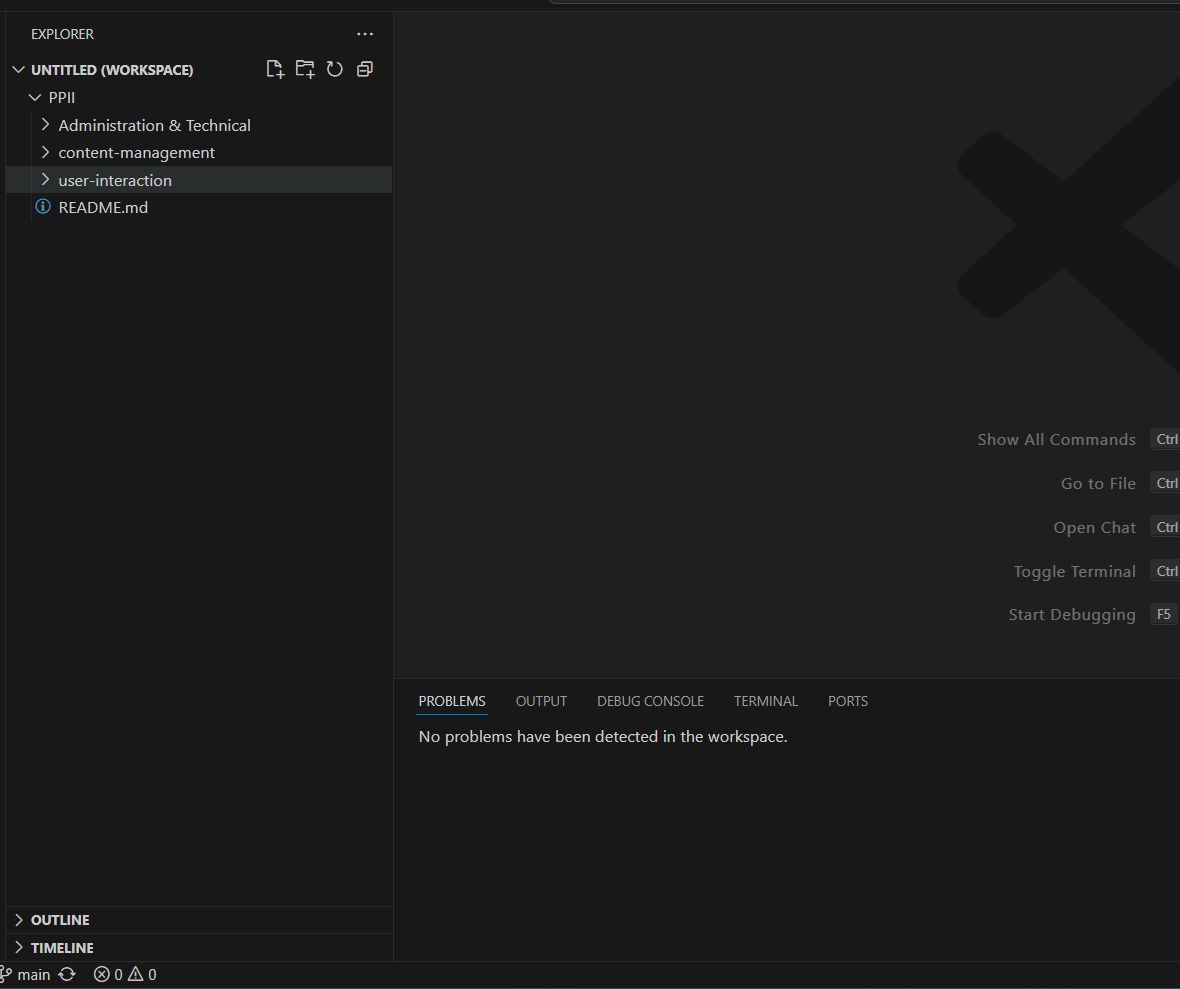 EXPLORER
UNTITLED (WORKSPACE)
PPII
Administration & Technical
content-management
user-interaction
README.md
Show All Commands Ctrl
Go to File Ctrl
Open Chat Ctrl
Toggle Terminal Ctrl
Start Debugging F5
PROBLEMS OUTPUT DEBUG CONSOLE TERMINAL PORTS
No problems have been detected in the workspace.
OUTLINE
TIMELINE
main 0 0